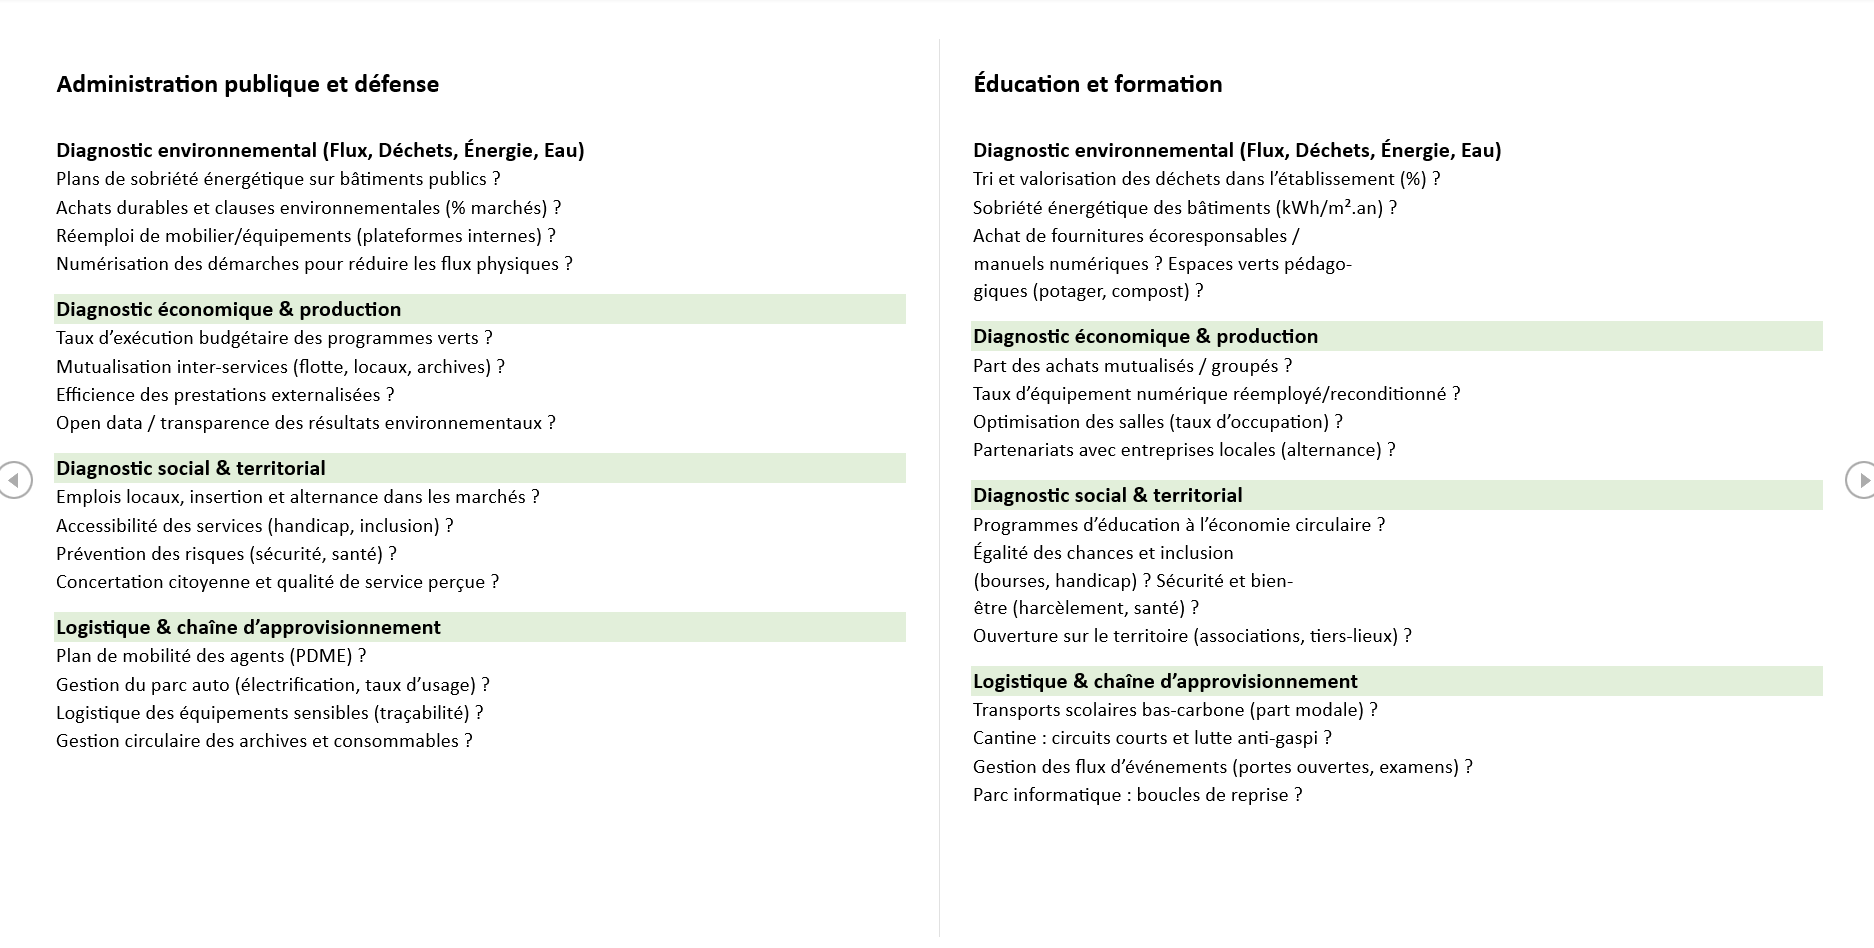 Administration publique et défense
Diagnostic environnemental (Flux, Déchets, Énergie, Eau)
Plans de sobriété énergétique sur bâtiments publics ?
Achats durables et clauses environnementales (% marchés) ?
Réemploi de mobilier/équipements (plateformes internes) ?
Numérisation des démarches pour réduire les flux physiques ?
Diagnostic économique & production
Taux d’exécution budgétaire des programmes verts ?
Mutualisation inter-services (flotte, locaux, archives) ?
Efficience des prestations externalisées ?
Open data / transparence des résultats environnementaux ?
Diagnostic social & territorial
Emplois locaux, insertion et alternance dans les marchés ?
Accessibilité des services (handicap, inclusion) ?
Prévention des risques (sécurité, santé) ?
Concertation citoyenne et qualité de service perçue ?
Logistique & chaîne d’approvisionnement
Plan de mobilité des agents (PDME) ?
Gestion du parc auto (électrification, taux d’usage) ?
Logistique des équipements sensibles (traçabilité) ?
Gestion circulaire des archives et consommables ?
Éducation et formation
Diagnostic environnemental (Flux, Déchets, Énergie, Eau)
Tri et valorisation des déchets dans l’établissement (%) ?
Sobriété énergétique des bâtiments (kWh/m².an) ?
Achat de fournitures écoresponsables /
manuels numériques ? Espaces verts pédago-
giques (potager, compost) ?
Diagnostic économique & production
Part des achats mutualisés / groupés ?
Taux d’équipement numérique réemployé/reconditionné ?
Optimisation des salles (taux d’occupation) ?
Partenariats avec entreprises locales (alternance) ?
Diagnostic social & territorial
Programmes d’éducation à l’économie circulaire ?
Égalité des chances et inclusion
(bourses, handicap) ? Sécurité et bien-
être (harcèlement, santé) ?
Ouverture sur le territoire (associations, tiers-lieux) ?
Logistique & chaîne d’approvisionnement
Transports scolaires bas-carbone (part modale) ?
Cantine : circuits courts et lutte anti-gaspi ?
Gestion des flux d’événements (portes ouvertes, examens) ?
Parc informatique : boucles de reprise ?